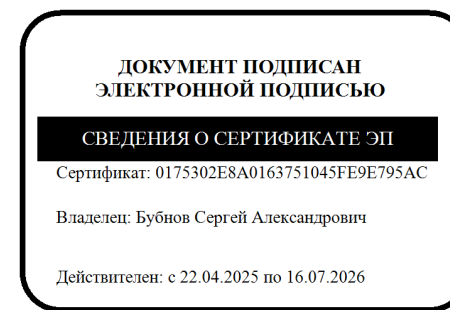 ДОКУМЕНТ ПОДПИСАН
ЭЛЕКТРОННОЙ ПОДПИСЬЮ
СВЕДЕНИЯ О СЕРТИФИКАТЕ ЭП
Сертификат: 0175302E8A0163751045FE9E795AC
Владелец: Бубнов Сергей Александрович
Действителен: с 22.04.2025 по 16.07.2026